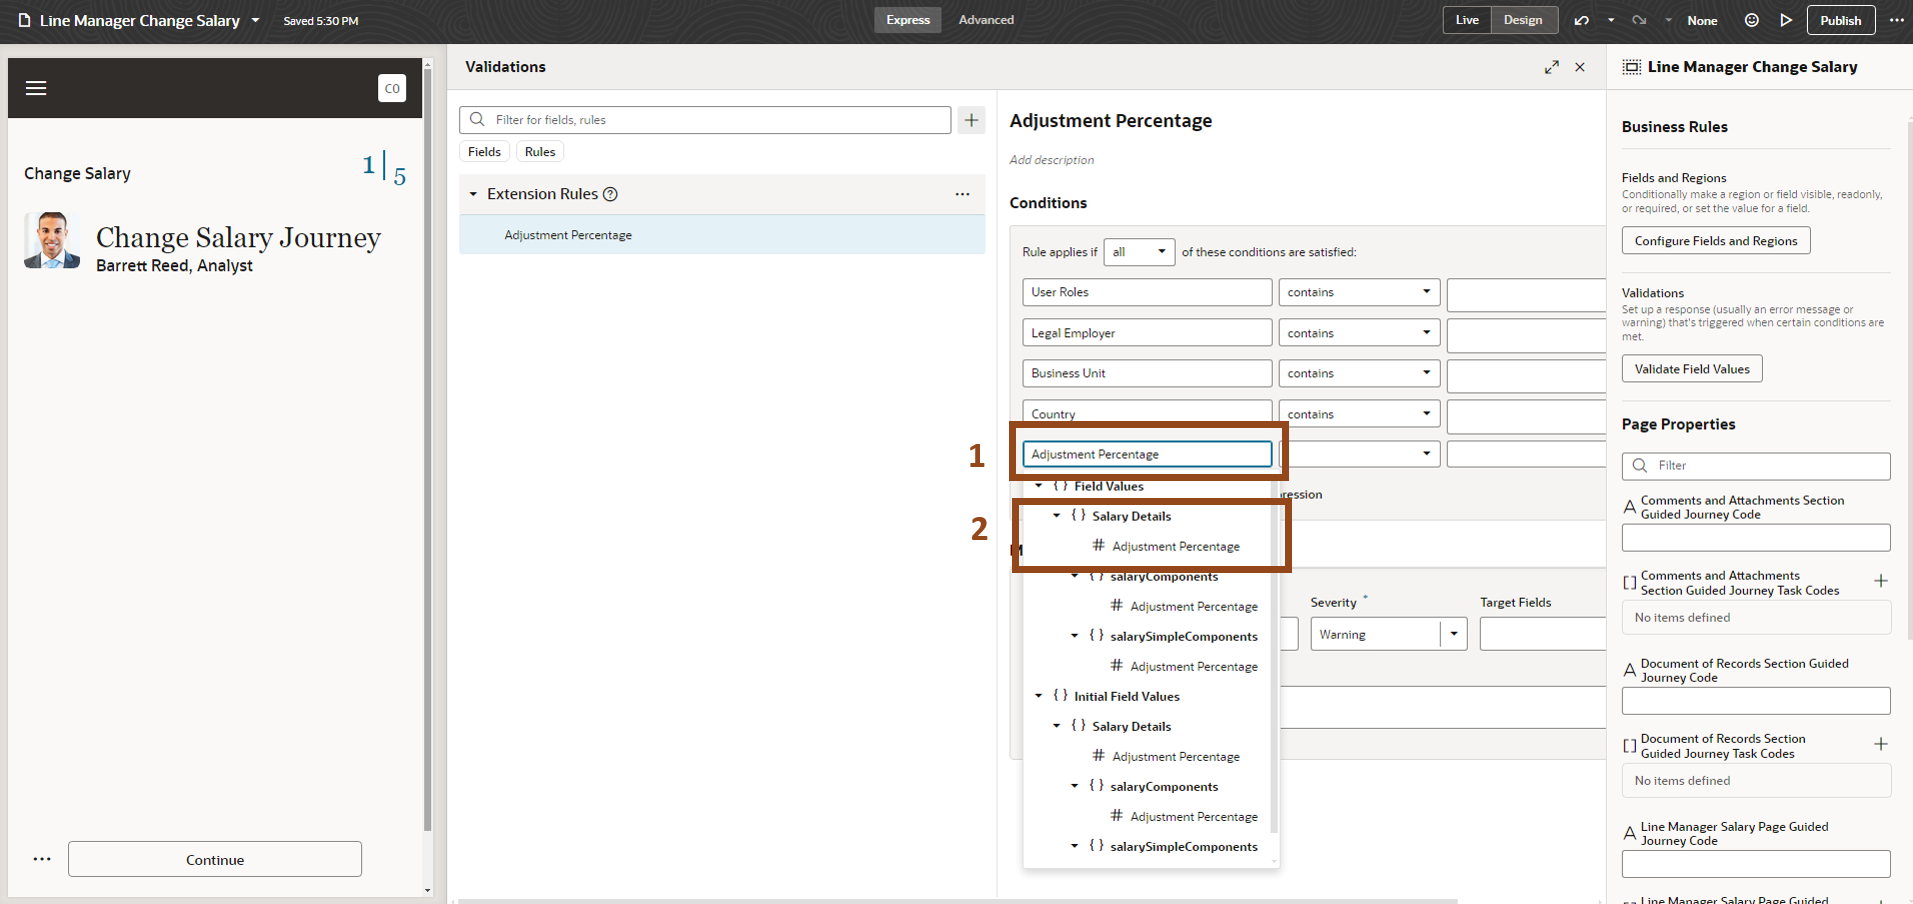 Line Manager Change Salary
Saved 5:30 PM
Express
Advanced
Live
Design
None
Publish
CO
Change Salary
1
5
Change Salary Journey
Barrett Reed, Analyst
Continue
Validations
Filter for fields, rules
Fields
Rules
Extension Rules
Adjustment Percentage
Adjustment Percentage
Add description
Conditions
Rule applies if
all
of these conditions are satisfied:
User Roles
contains
Legal Employer
contains
Business Unit
contains
Country
contains
1
Adjustment Percentage
{ } Field Values
2
{ } Salary Details
# Adjustment Percentage
{ } salaryComponents
# Adjustment Percentage
{ } salarySimpleComponents
# Adjustment Percentage
{ } Initial Field Values
{ } Salary Details
# Adjustment Percentage
{ } salaryComponents
# Adjustment Percentage
{ } salarySimpleComponents
Severity *
Target Fields
Warning
Line Manager Change Salary
Business Rules
Fields and Regions
Conditionally make a region or field visible, readonly,
or required, or set the value for a field.
Configure Fields and Regions
Validations
Set up a response (usually an error message or
warning) that's triggered when certain conditions are
met.
Validate Field Values
Page Properties
Filter
A Comments and Attachments Section
Guided Journey Code
[ ] Comments and Attachments
Section Guided Journey Task Codes
No items defined
A Document of Records Section Guided
Journey Code
[ ] Document of Records Section
Guided Journey Task Codes
No items defined
A Line Manager Salary Page Guided
Journey Code
Line Manager Salary Page Guided